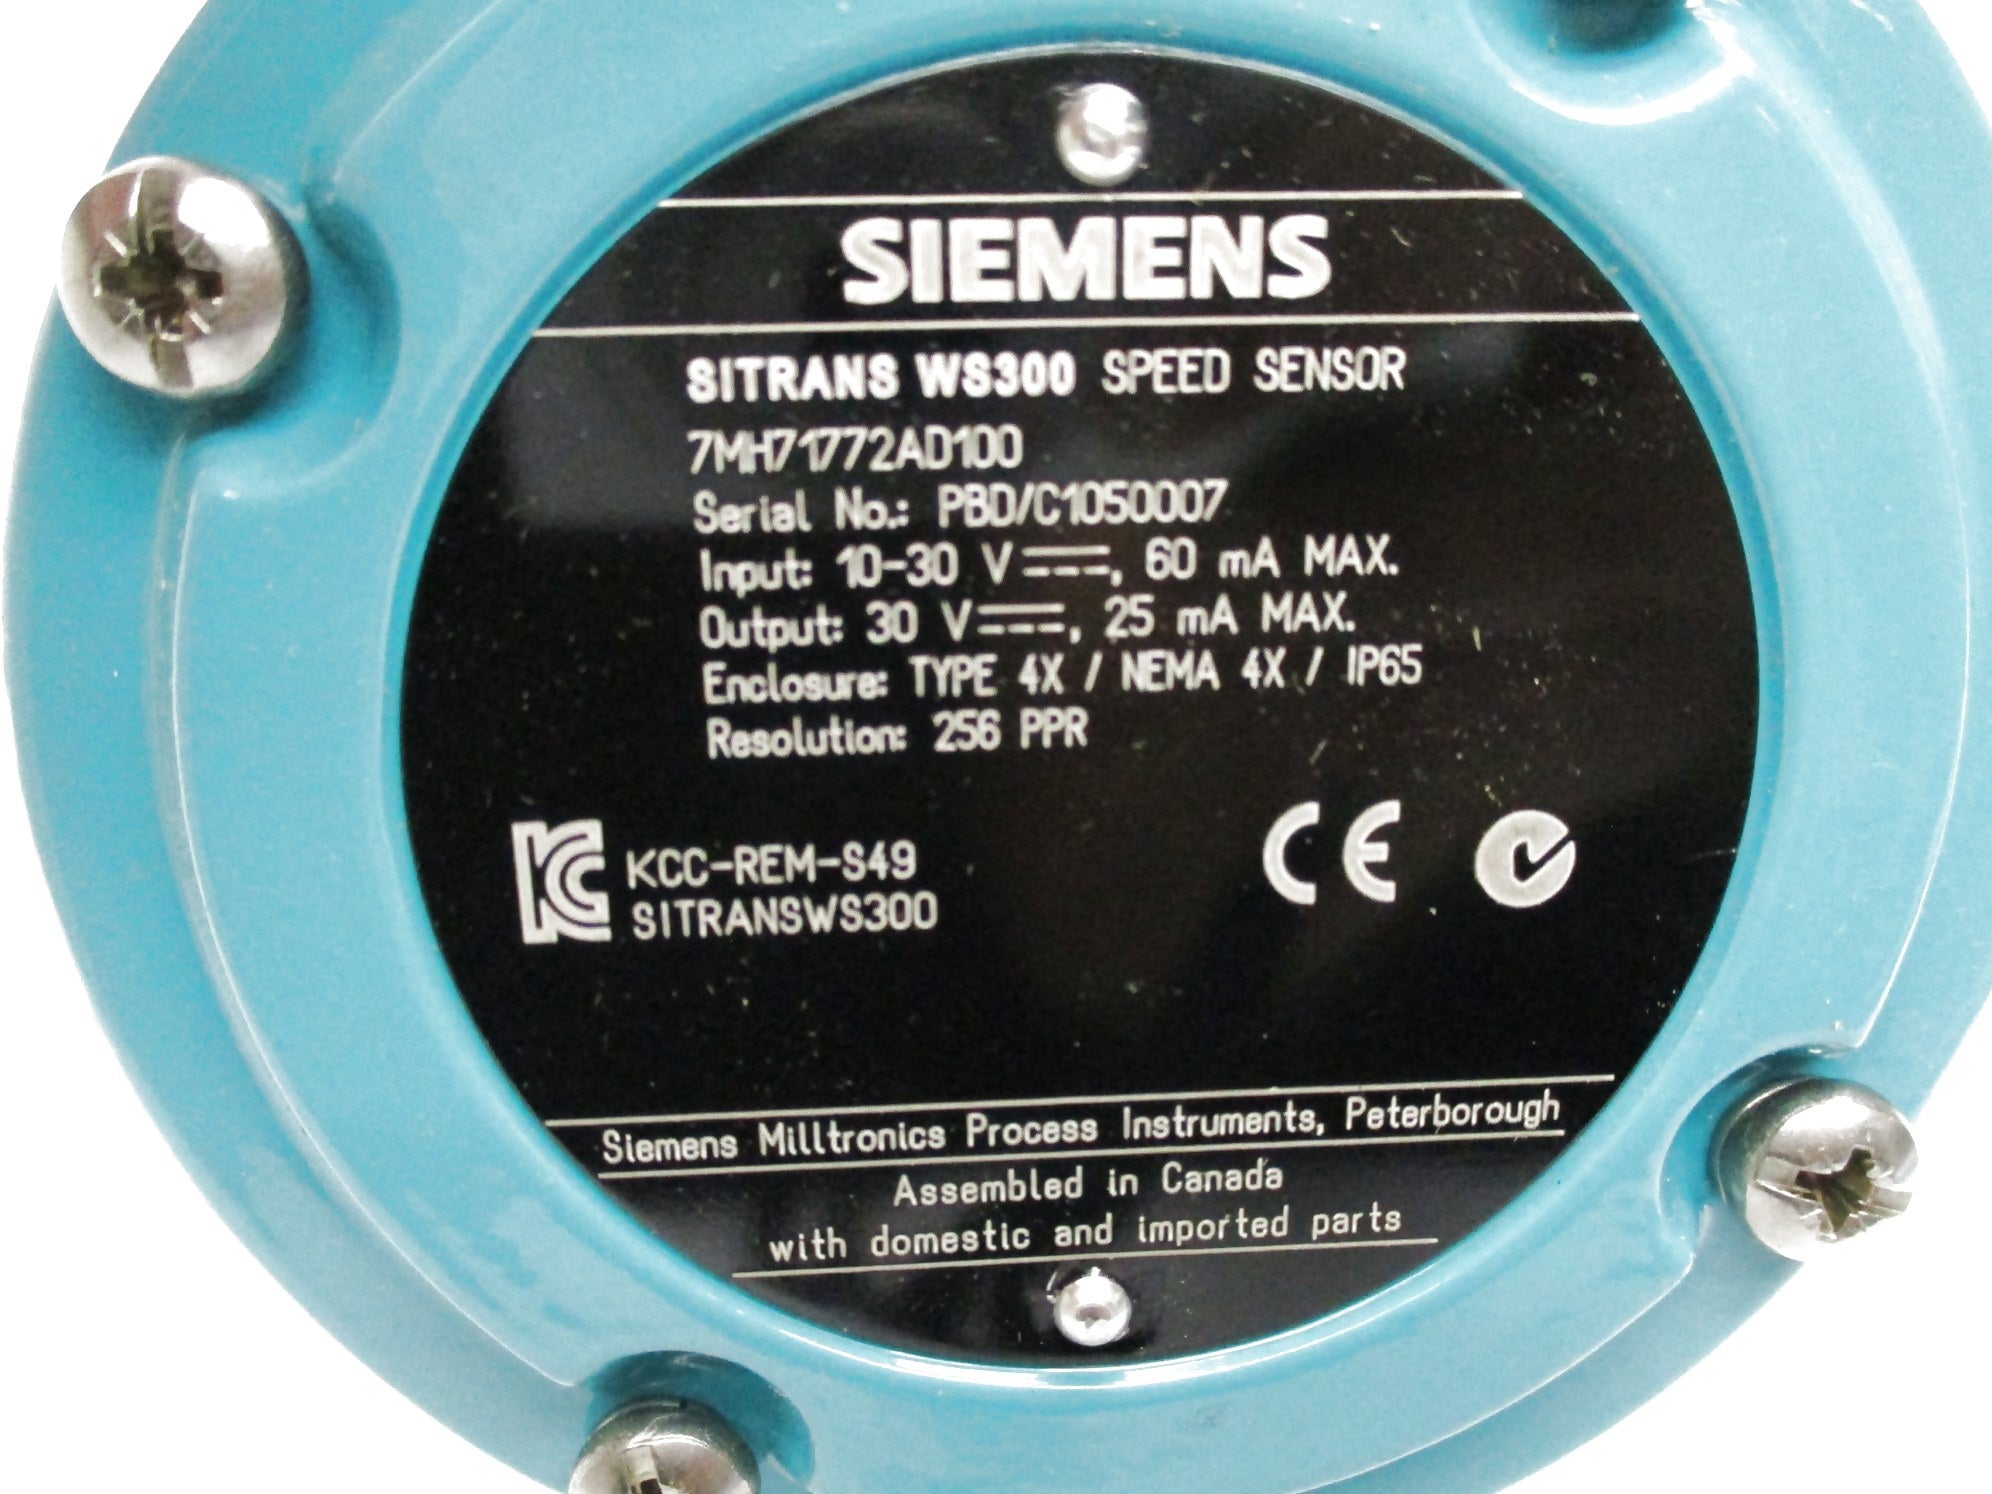 SIEMENS
SITRANS WS300 SPEED SENSOR
7MH71772AD100
Serial No.: PBD/C1050007
Input: 10-30 V⎓, 60 mA MAX.
Output: 30 V⎓, 25 mA MAX.
Enclosure: TYPE 4X / NEMA 4X / IP65
Resolution: 256 PPR
KCC-REM-S49
SITRANSWS300
CE
Siemens Milltronics Process Instruments, Peterborough
Assembled in Canada
with domestic and imported parts